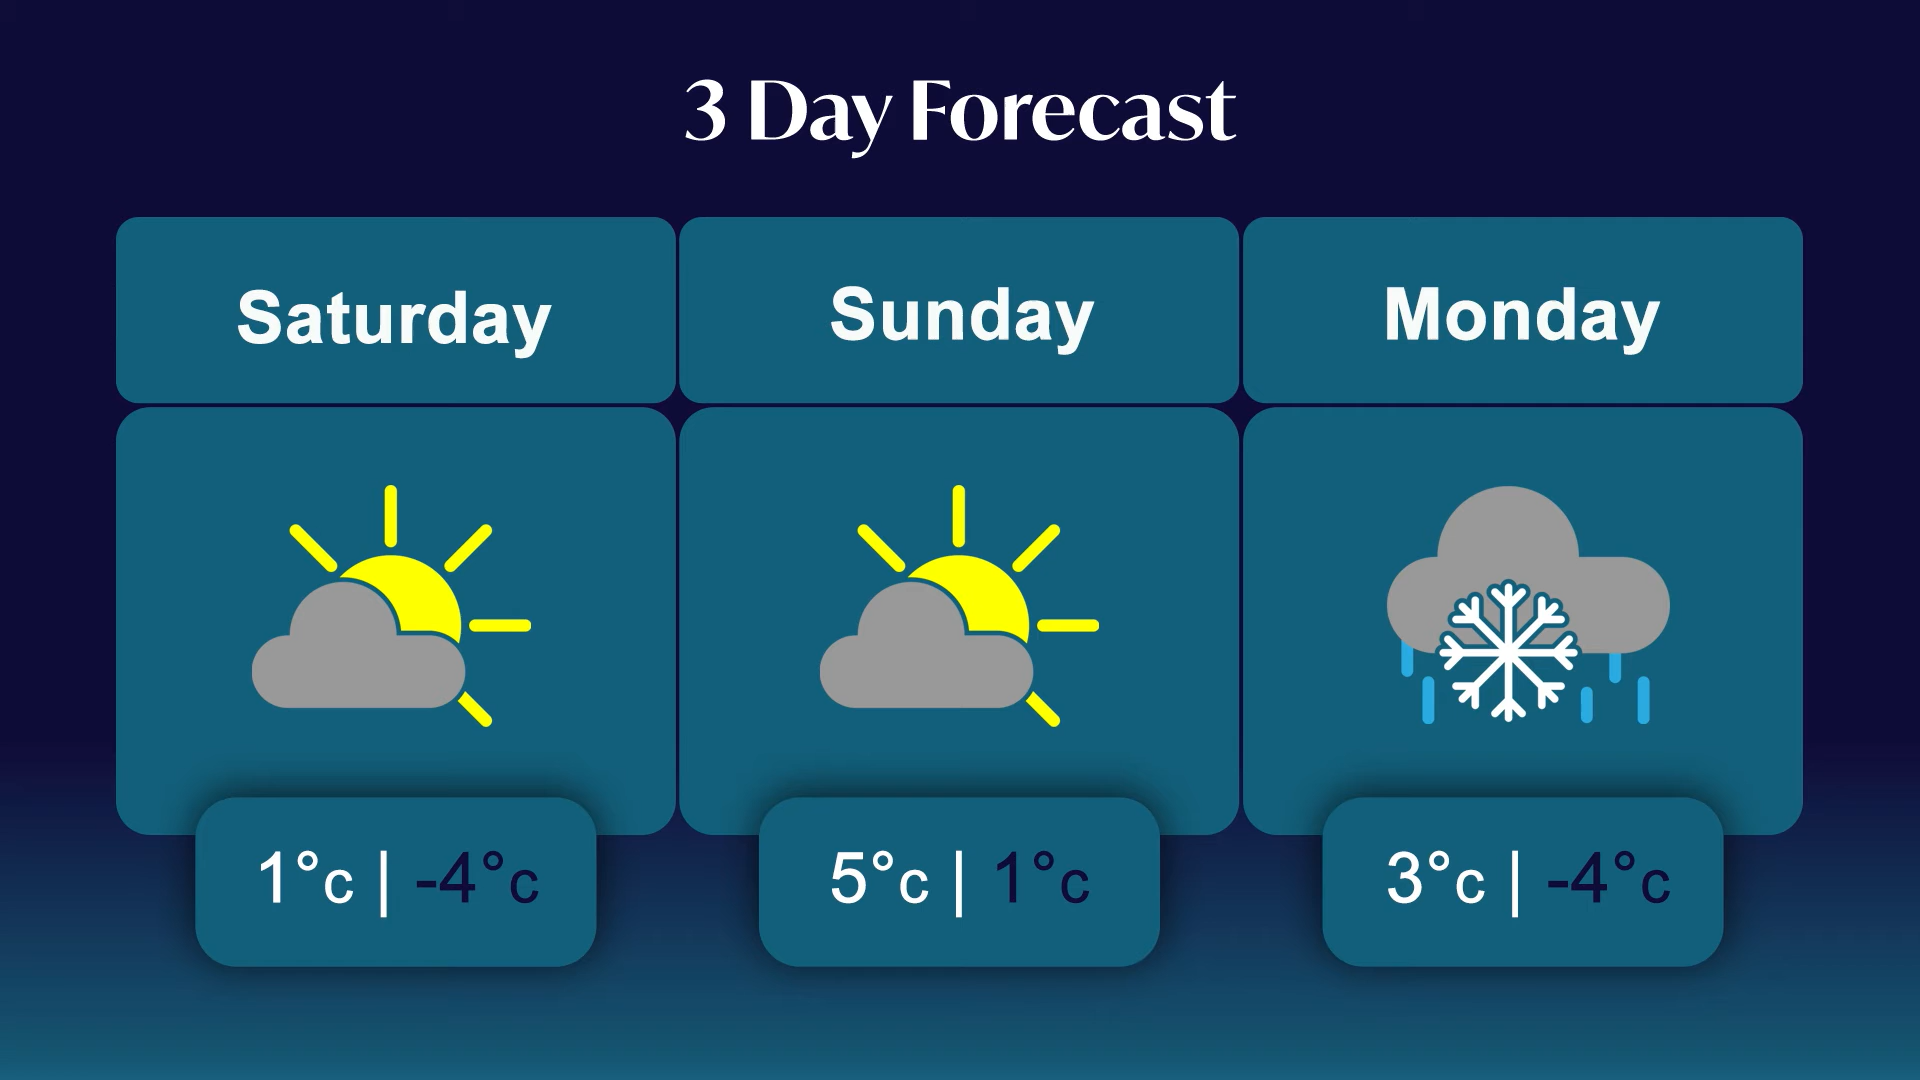 3 Day Forecast
Saturday
Sunday
Monday
1°c | -4°c
5°c | 1°c
3°c | -4°c